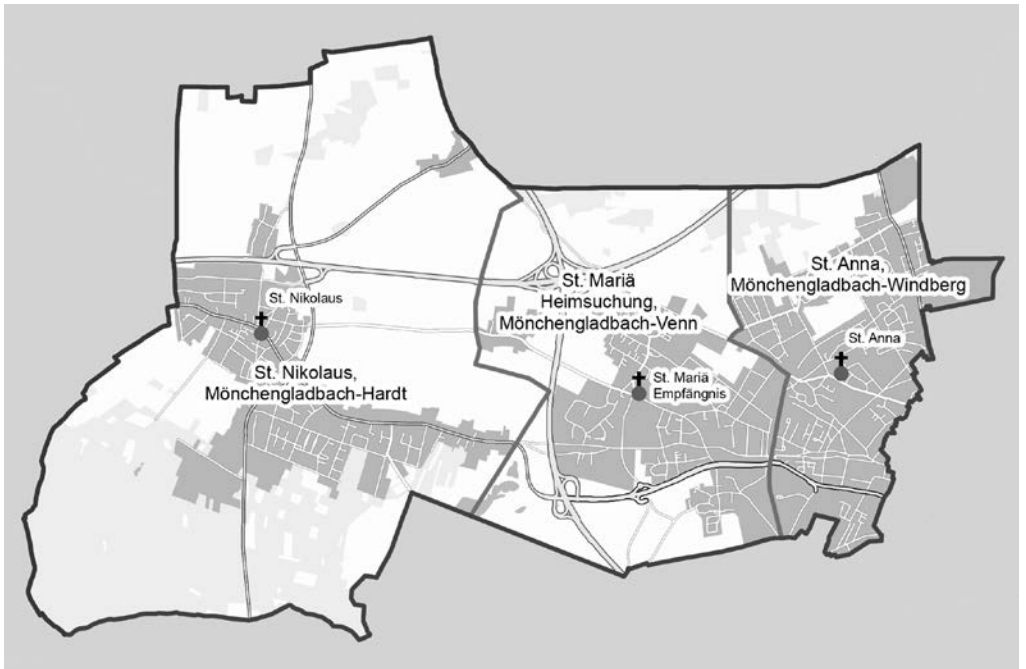 St. Nikolaus
St. Nikolaus,
Mönchengladbach-Hardt
St. Mariä
Heimsuchung,
Mönchengladbach-Venn
St. Mariä
Empfängnis
St. Anna,
Mönchengladbach-Windberg
St. Anna